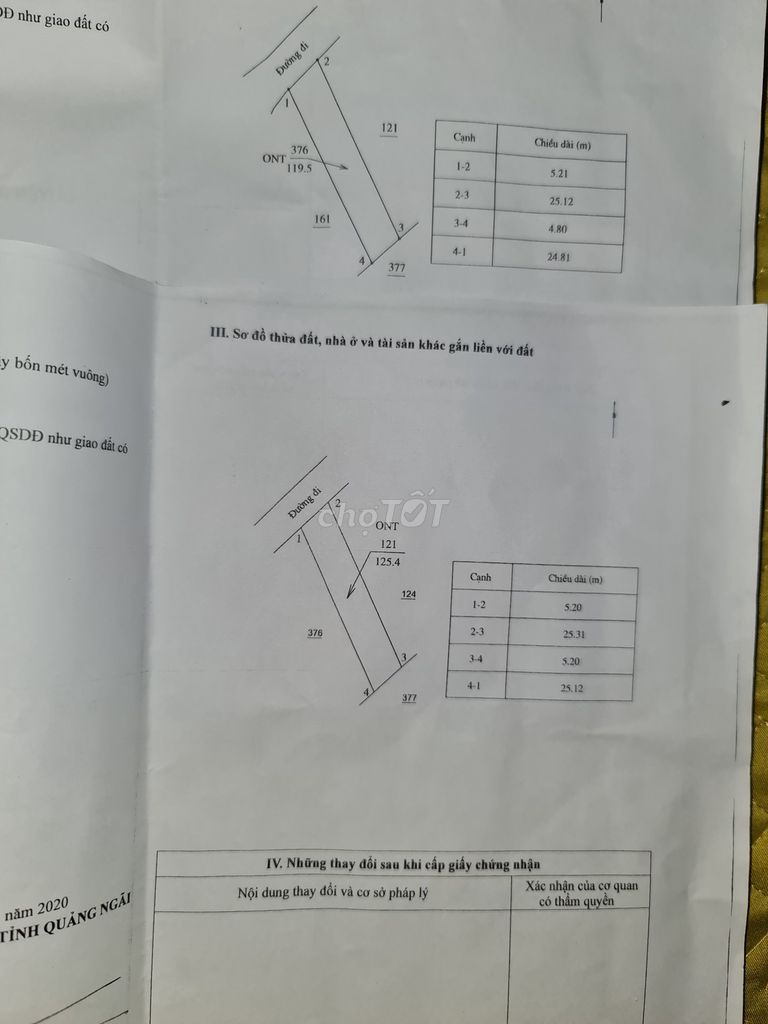 DĐ như giao đất có
Đường đi
1
2
121
ONT 376
119.5
161
3
4
377
Cạnh Chiều dài (m)
1-2 5.21
2-3 25.12
3-4 4.80
4-1 24.81
III. Sơ đồ thửa đất, nhà ở và tài sản khác gắn liền với đất
y bốn mét vuông)
QSDĐ như giao đất có
Đường đi
1
2
chợTỐT
ONT
121
125.4
124
376
3
4
377
Cạnh Chiều dài (m)
1-2 5.20
2-3 25.31
3-4 5.20
4-1 25.12
IV. Những thay đổi sau khi cấp giấy chứng nhận
Nội dung thay đổi và cơ sở pháp lý
Xác nhận của cơ quan
có thẩm quyền
năm 2020
TỈNH QUẢNG NGÃI